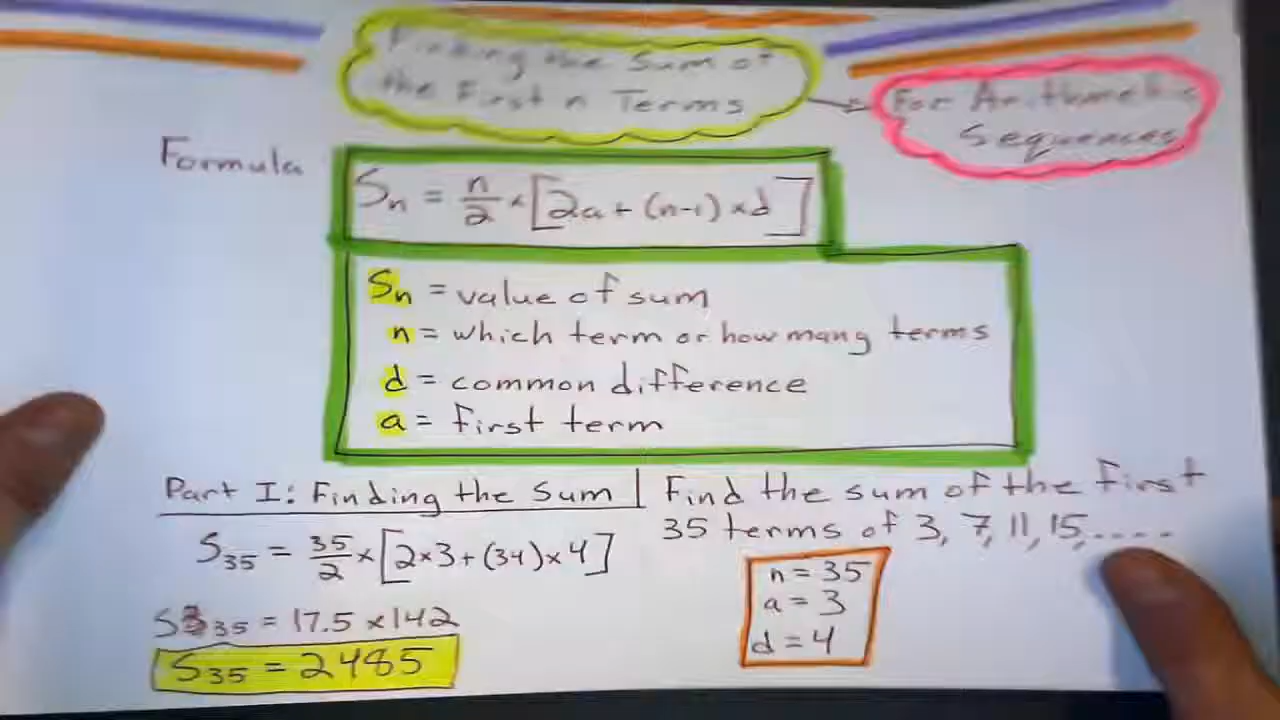 Finding the Sum of
the First n Terms
For Arithmetic
Sequences
Formula
Sn = n/2 × [2a + (n-1) × d]
Sn = value of sum
n = which term or how many terms
d = common difference
a = first term
Part I: Finding the Sum
Find the sum of the first
35 terms of 3, 7, 11, 15, ....
S35 = 35/2 × [2×3 + (34) × 4]
n = 35
a = 3
d = 4
S35 = 17.5 × 142
S35 = 2485